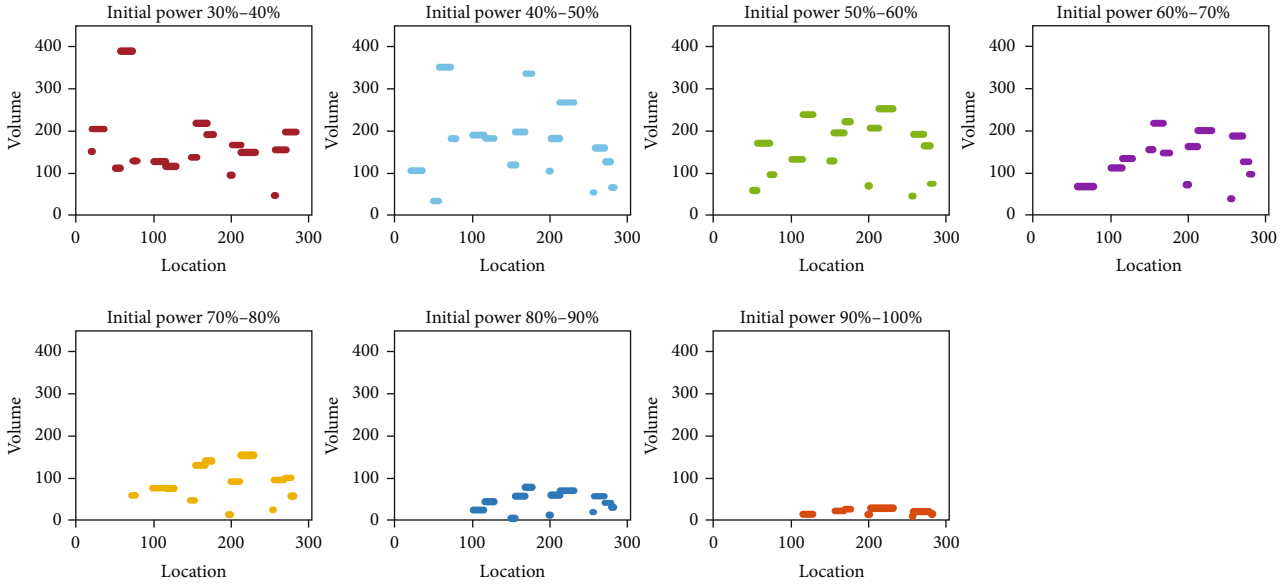 Initial power 30%–40%
Initial power 40%–50%
Initial power 50%–60%
Initial power 60%–70%
400
300
200
100
0
Volume
0 100 200 300
Location
400
300
200
100
0
Volume
0 100 200 300
Location
400
300
200
100
0
Volume
0 100 200 300
Location
400
300
200
100
0
Volume
0 100 200 300
Location
Initial power 70%–80%
Initial power 80%–90%
Initial power 90%–100%
400
300
200
100
0
Volume
0 100 200 300
Location
400
300
200
100
0
Volume
0 100 200 300
Location
400
300
200
100
0
Volume
0 100 200 300
Location